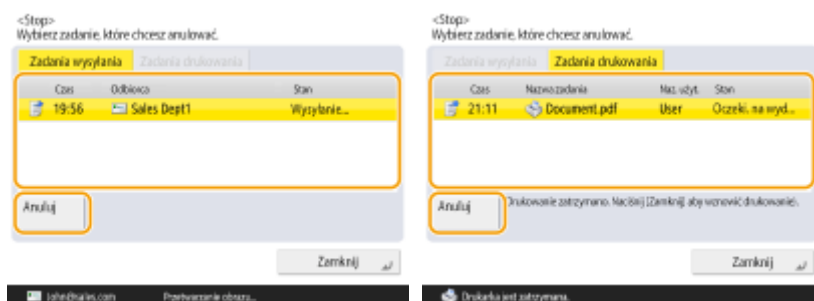 <Stop>
Wybierz zadanie, które chcesz anulować.
Zadania wysyłania Zadania drukowania
Czas Odbiorca Stan
19:56 Sales Dept1 Wysyłanie...
Anuluj
Zamknij
john@sales.com Przetwarzanie obrazu...
<Stop>
Wybierz zadanie, które chcesz anulować.
Zadania wysyłania Zadania drukowania
Czas Nazwa zadania Naz. użyt. Stan
21:11 Document.pdf User Oczeki. na wyd...
Anuluj Drukowanie zatrzymano. Naciśnij [Zamknij] aby wznowić drukowanie.
Zamknij
Drukarka jest zatrzymana.